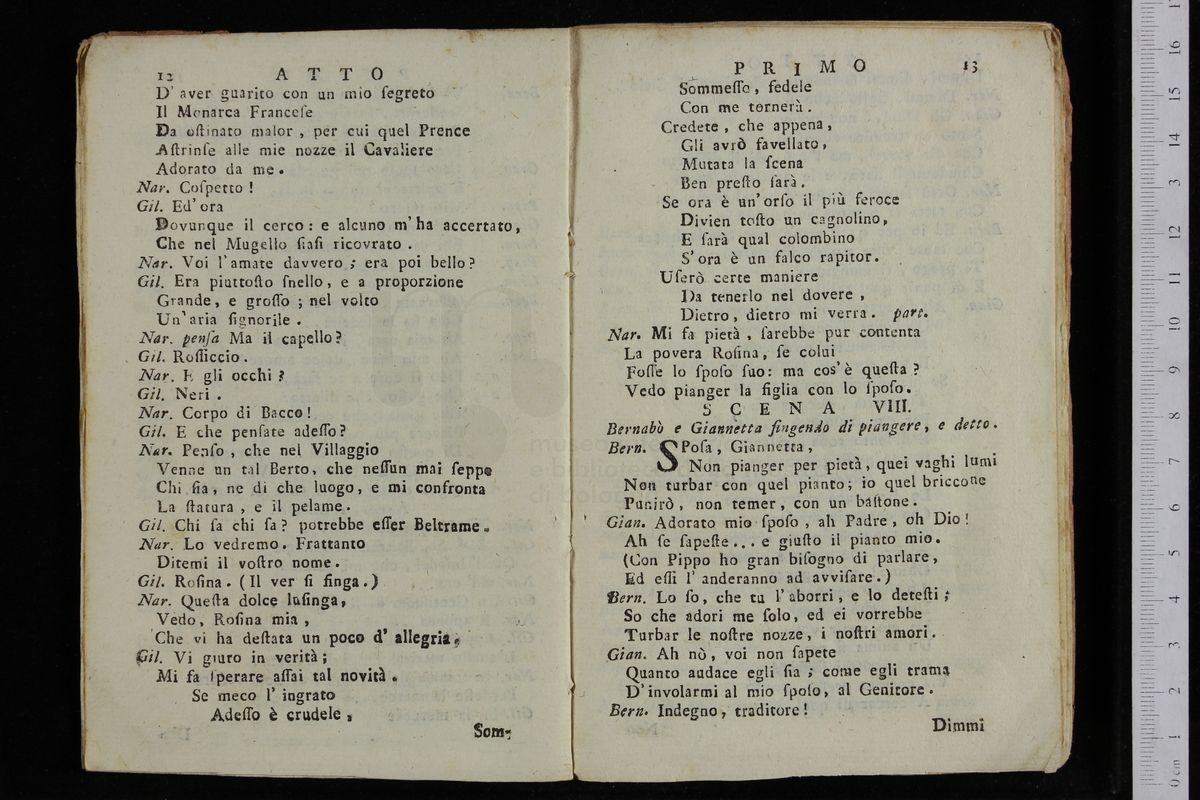 12 ATTO
D' aver guarito con un mio ſegreto
Il Monarca Franceſe
Da oſtinato malor , per cui quel Prence
Aſtrinſe alle mie nozze il Cavaliere
Adorato da me .
Nar. Coſpetto !
Gil. Ed' ora
Dovunque il cerco : e alcuno m' ha accertato,
Che nel Mugello ſiaſi ricovrato .
Nar. Voi l' amate davvero ; era poi bello ?
Gil. Era piuttoſto ſnello, e a proporzione
Grande, e groſſo ; nel volto
Un' aria ſignorile .
Nar. penſa Ma il capello ?
Gil. Roſſiccio .
Nar. E gli occhi ?
Gil. Neri .
Nar. Corpo di Bacco !
Gil. E che penſate adeſſo ?
Nar. Penſo , che nel Villaggio
Venne un tal Berto, che neſſun mai ſeppe
Chi ſia, ne di che luogo, e mi confronta
La ſtatura , e il pelame .
Gil. Chi ſa chi ſa ? potrebbe eſſer Beltrame .
Nar. Lo vedremo . Frattanto
Ditemi il voſtro nome .
Gil. Roſina . ( Il ver ſi finga . )
Nar. Queſta dolce luſinga,
Vedo, Roſina mia ,
Che vi ha deſtata un poco d' allegria .
Gil. Vi giuro in verità ;
Mi fa ſperare aſſai tal novità .
Se meco l' ingrato
Adeſſo è crudele ,
Som-
PRIMO 13
Sommeſſo, fedele
Con me tornerà .
Credete , che appena ,
Gli avrò favellato,
Mutata la ſcena
Ben preſto ſarà .
Se ora è un' orſo il più feroce
Divien toſto un cagnolino,
E ſarà qual colombino
S' ora è un falco rapitor .
Uſerò certe maniere
Da tenerlo nel dovere ,
Dietro , dietro mi verra . part.
Nar. Mi fa pietà , ſarebbe pur contenta
La povera Roſina, ſe colui
Foſſe lo ſpoſo ſuo : ma cos' è queſta ?
Vedo pianger la figlia con lo ſpoſo .
SCENA VIII.
Bernabò e Giannetta fingendo di piangere, e detto .
Bern. SPoſa , Giannetta ,
Non pianger per pietà, quei vaghi lumi
Non turbar con quel pianto ; io quel briccone
Punirò , non temer, con un baſtone .
Gian. Adorato mio ſpoſo , ah Padre , oh Dio !
Ah ſe ſapeſte . . . e giuſto il pianto mio .
( Con Pippo ho gran biſogno di parlare,
Ed eſſi l' anderanno ad avviſare . )
Bern. Lo ſo, che tu l' aborri , e lo deteſti ;
So che adori me ſolo, ed ei vorrebbe
Turbar le noſtre nozze, i noſtri amori .
Gian. Ah nò , voi non ſapete
Quanto audace egli ſia ; come egli trama
D' involarmi al mio ſpoſo, al Genitore .
Bern. Indegno, traditore !
Dimmi